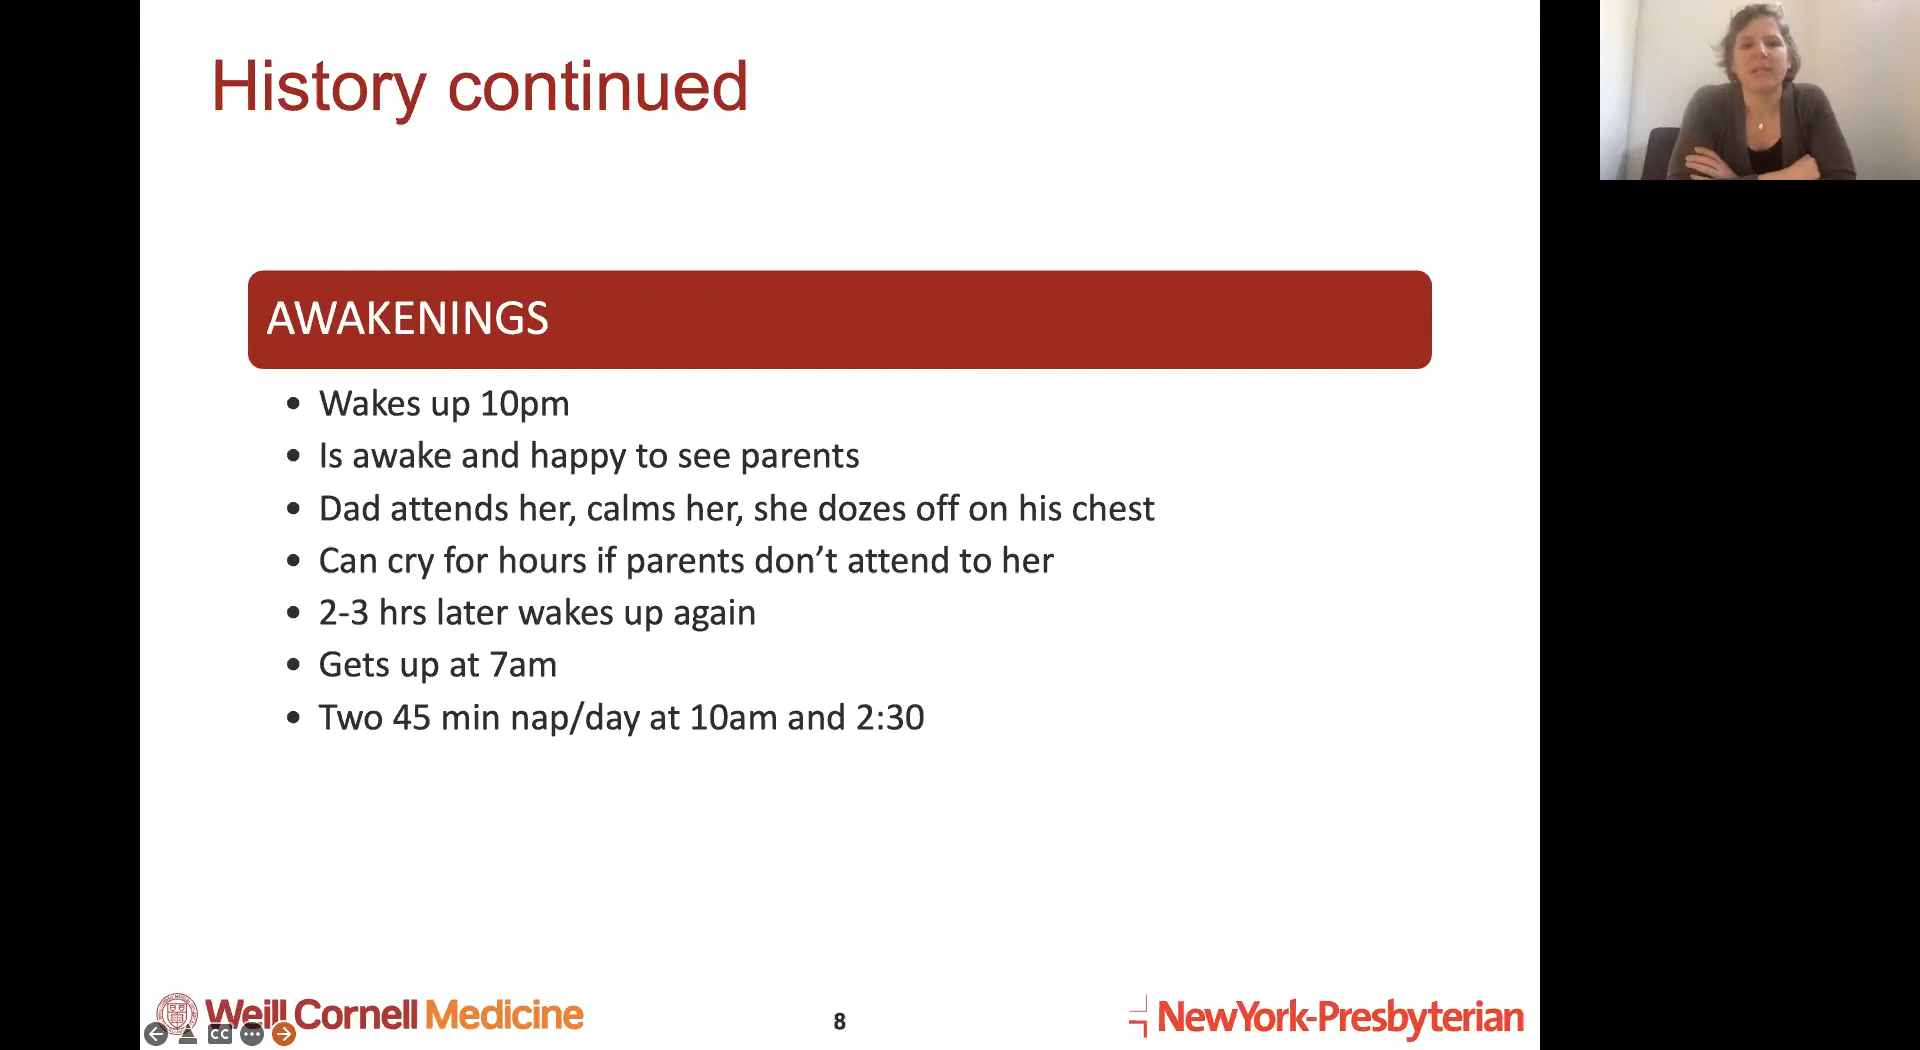 History continued
AWAKENINGS
• Wakes up 10pm
• Is awake and happy to see parents
• Dad attends her, calms her, she dozes off on his chest
• Can cry for hours if parents don’t attend to her
• 2-3 hrs later wakes up again
• Gets up at 7am
• Two 45 min nap/day at 10am and 2:30
Weill Cornell Medicine
CC
8
NewYork-Presbyterian